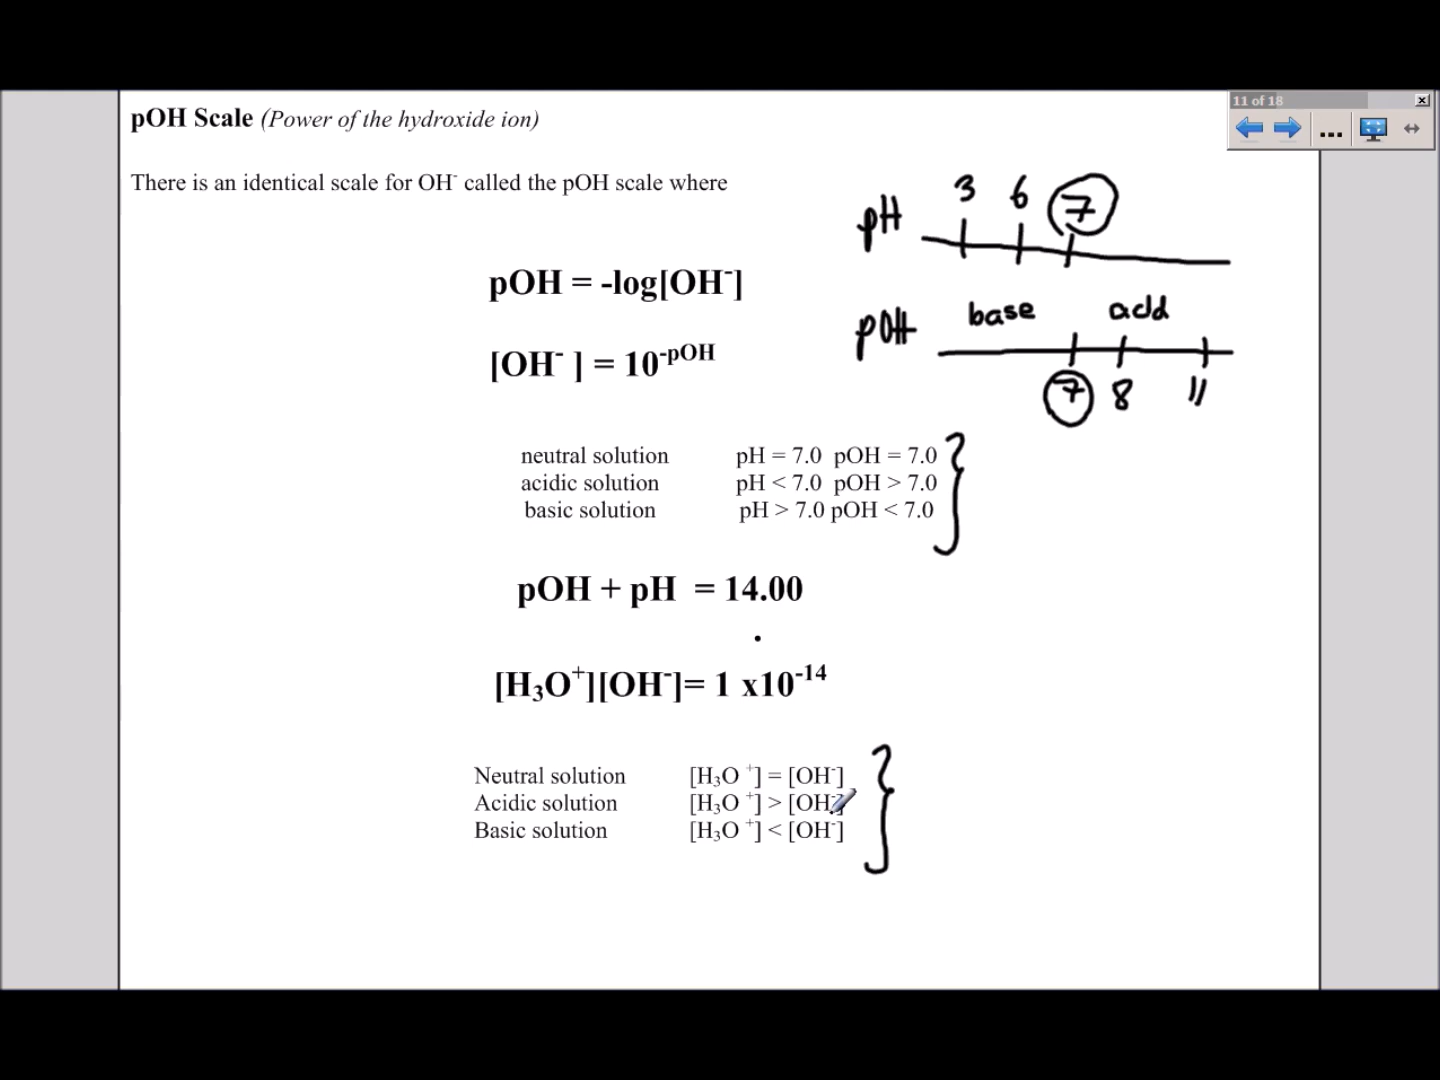 11 of 18
pOH Scale (Power of the hydroxide ion)
There is an identical scale for OH⁻ called the pOH scale where
pH 3 6 7
pOH = -log[OH⁻]
pOH base acid
7 8 11
[OH⁻ ] = 10⁻ᵖᴼᴴ
neutral solution pH = 7.0 pOH = 7.0
acidic solution pH < 7.0 pOH > 7.0
basic solution pH > 7.0 pOH < 7.0
pOH + pH = 14.00
[H₃O⁺][OH⁻]= 1 x10⁻¹⁴
Neutral solution [H₃O ⁺] = [OH⁻]
Acidic solution [H₃O ⁺] > [OH⁻]
Basic solution [H₃O ⁺] < [OH⁻]